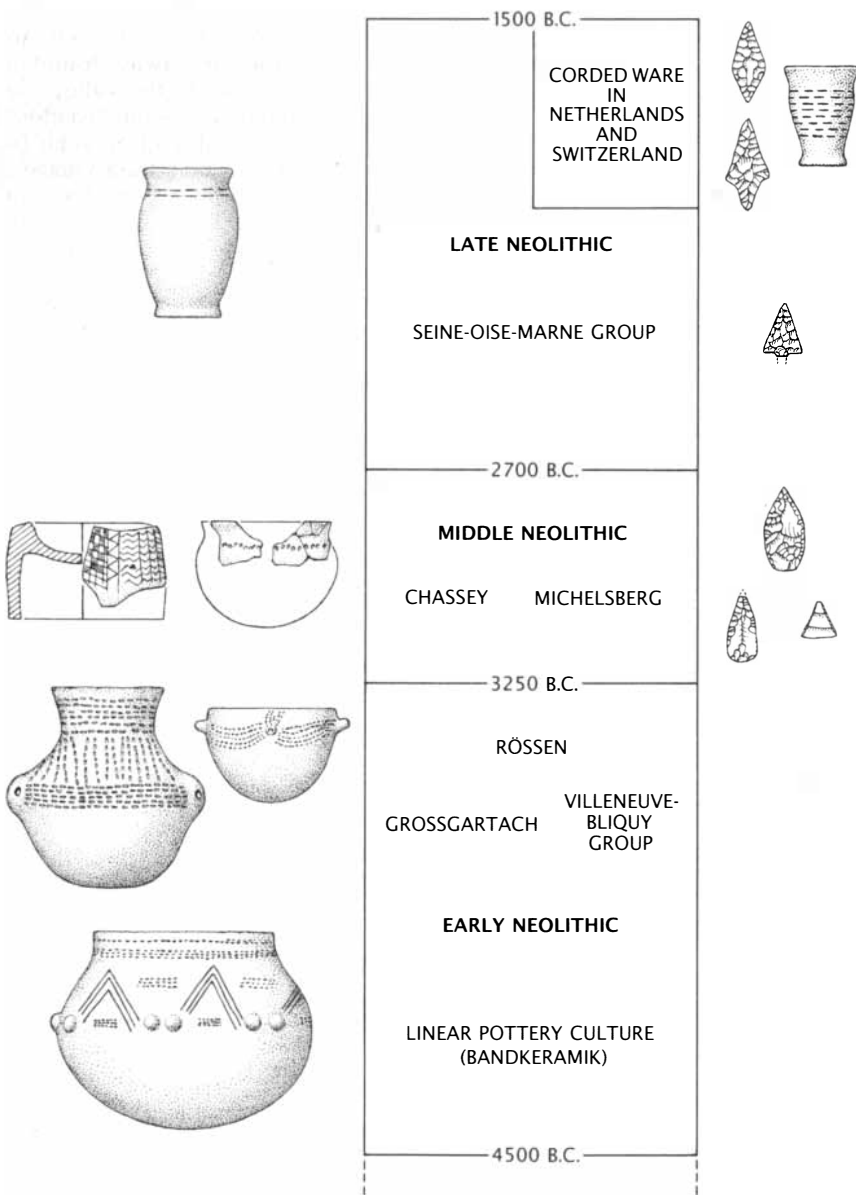 1500 B.C.
CORDED WARE
IN
NETHERLANDS
AND
SWITZERLAND
LATE NEOLITHIC
SEINE-OISE-MARNE GROUP
2700 B.C.
MIDDLE NEOLITHIC
CHASSEY MICHELSBERG
3250 B.C.
RÖSSEN
GROSSGARTACH
VILLENEUVE-
BLIQUY
GROUP
EARLY NEOLITHIC
LINEAR POTTERY CULTURE
(BANDKERAMIK)
4500 B.C.